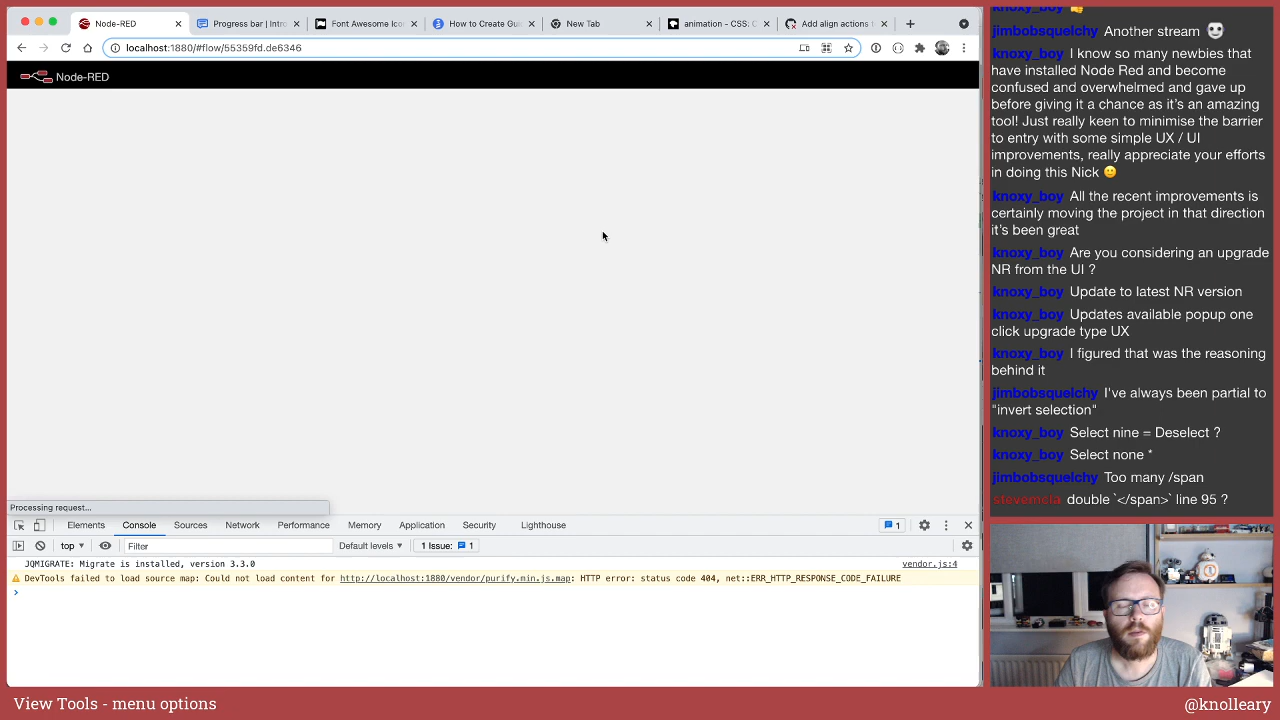 Node-RED
Progress bar | Intro
Font Awesome Ico
How to Create Gu
New Tab
animation - CSS: C
Add align actions
localhost:1880/#flow/55359fd.de6346
Node-RED
Processing request...
Elements
Console
Sources
Network
Performance
Memory
Application
Security
Lighthouse
1
top
Filter
Default levels
1 Issue:
1
JQMIGRATE: Migrate is installed, version 3.3.0
vendor.js:4
DevTools failed to load source map: Could not load content for http://localhost:1880/vendor/purify.min.js.map: HTTP error: status code 404, net::ERR_HTTP_RESPONSE_CODE_FAILURE
knoxy_boy
jimbobsquelchy Another stream
knoxy_boy I know so many newbies that
have installed Node Red and become
confused and overwhelmed and gave up
before giving it a chance as it's an amazing
tool! Just really keen to minimise the barrier
to entry with some simple UX / UI
improvements, really appreciate your efforts
in doing this Nick
knoxy_boy All the recent improvements is
certainly moving the project in that direction
it's been great
knoxy_boy Are you considering an upgrade
NR from the UI ?
knoxy_boy Update to latest NR version
knoxy_boy Updates available popup one
click upgrade type UX
knoxy_boy I figured that was the reasoning
behind it
jimbobsquelchy I've always been partial to
"invert selection"
knoxy_boy Select nine = Deselect ?
knoxy_boy Select none *
jimbobsquelchy Too many /span
stevemcla double `</span>` line 95 ?
View Tools - menu options
@knolleary